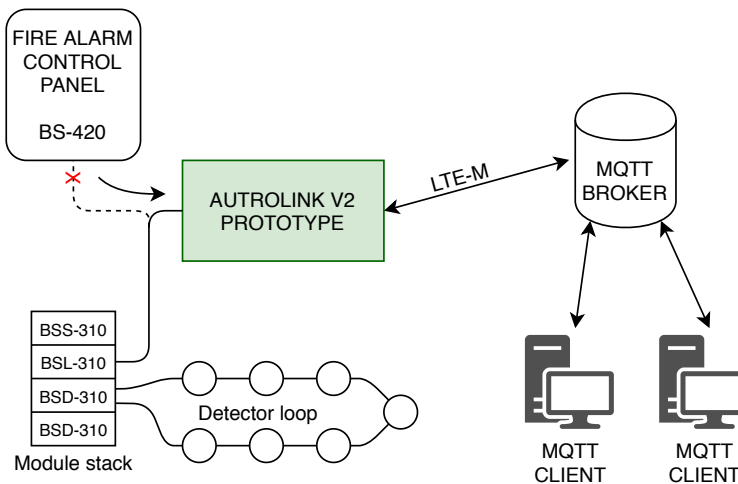 FIRE ALARM
CONTROL
PANEL
BS-420
AUTROLINK V2
PROTOTYPE
LTE-M
MQTT
BROKER
BSS-310
BSL-310
BSD-310
BSD-310
Module stack
Detector loop
MQTT
CLIENT
MQTT
CLIENT